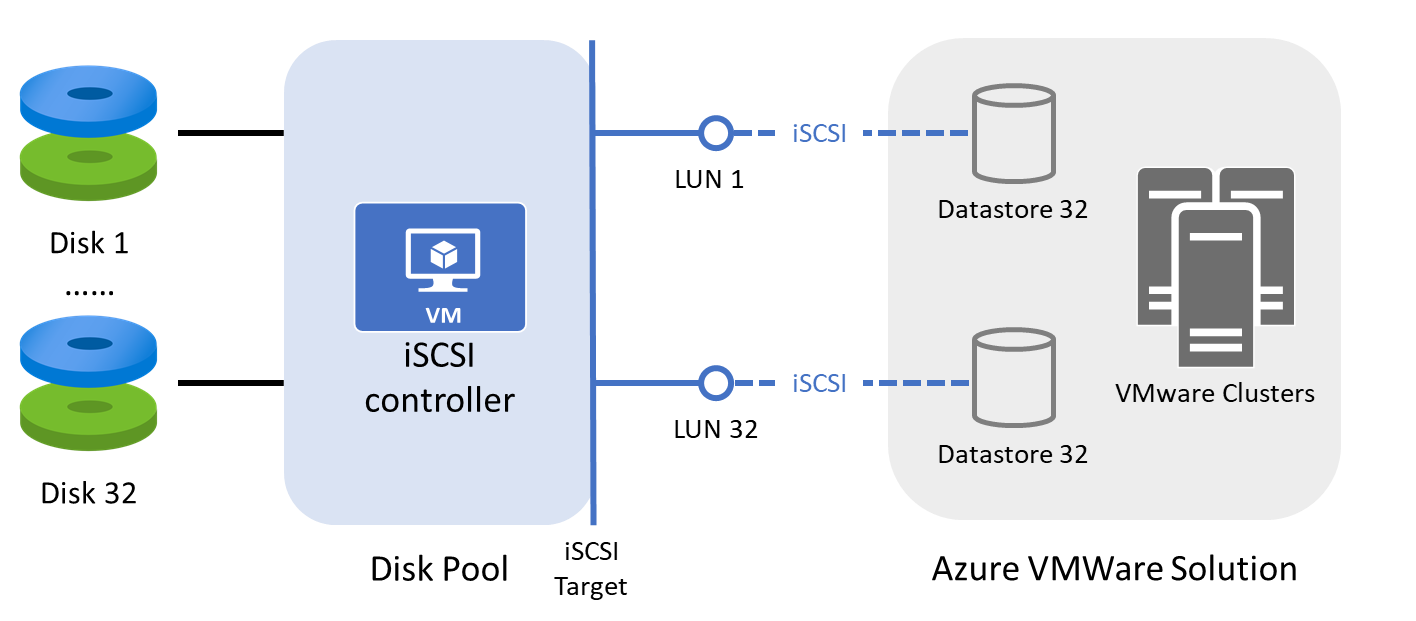 Disk 1
......
Disk 32
VM
iSCSI
controller
Disk Pool
iSCSI
Target
LUN 1
iSCSI
LUN 32
iSCSI
Datastore 32
Datastore 32
VMware Clusters
Azure VMWare Solution